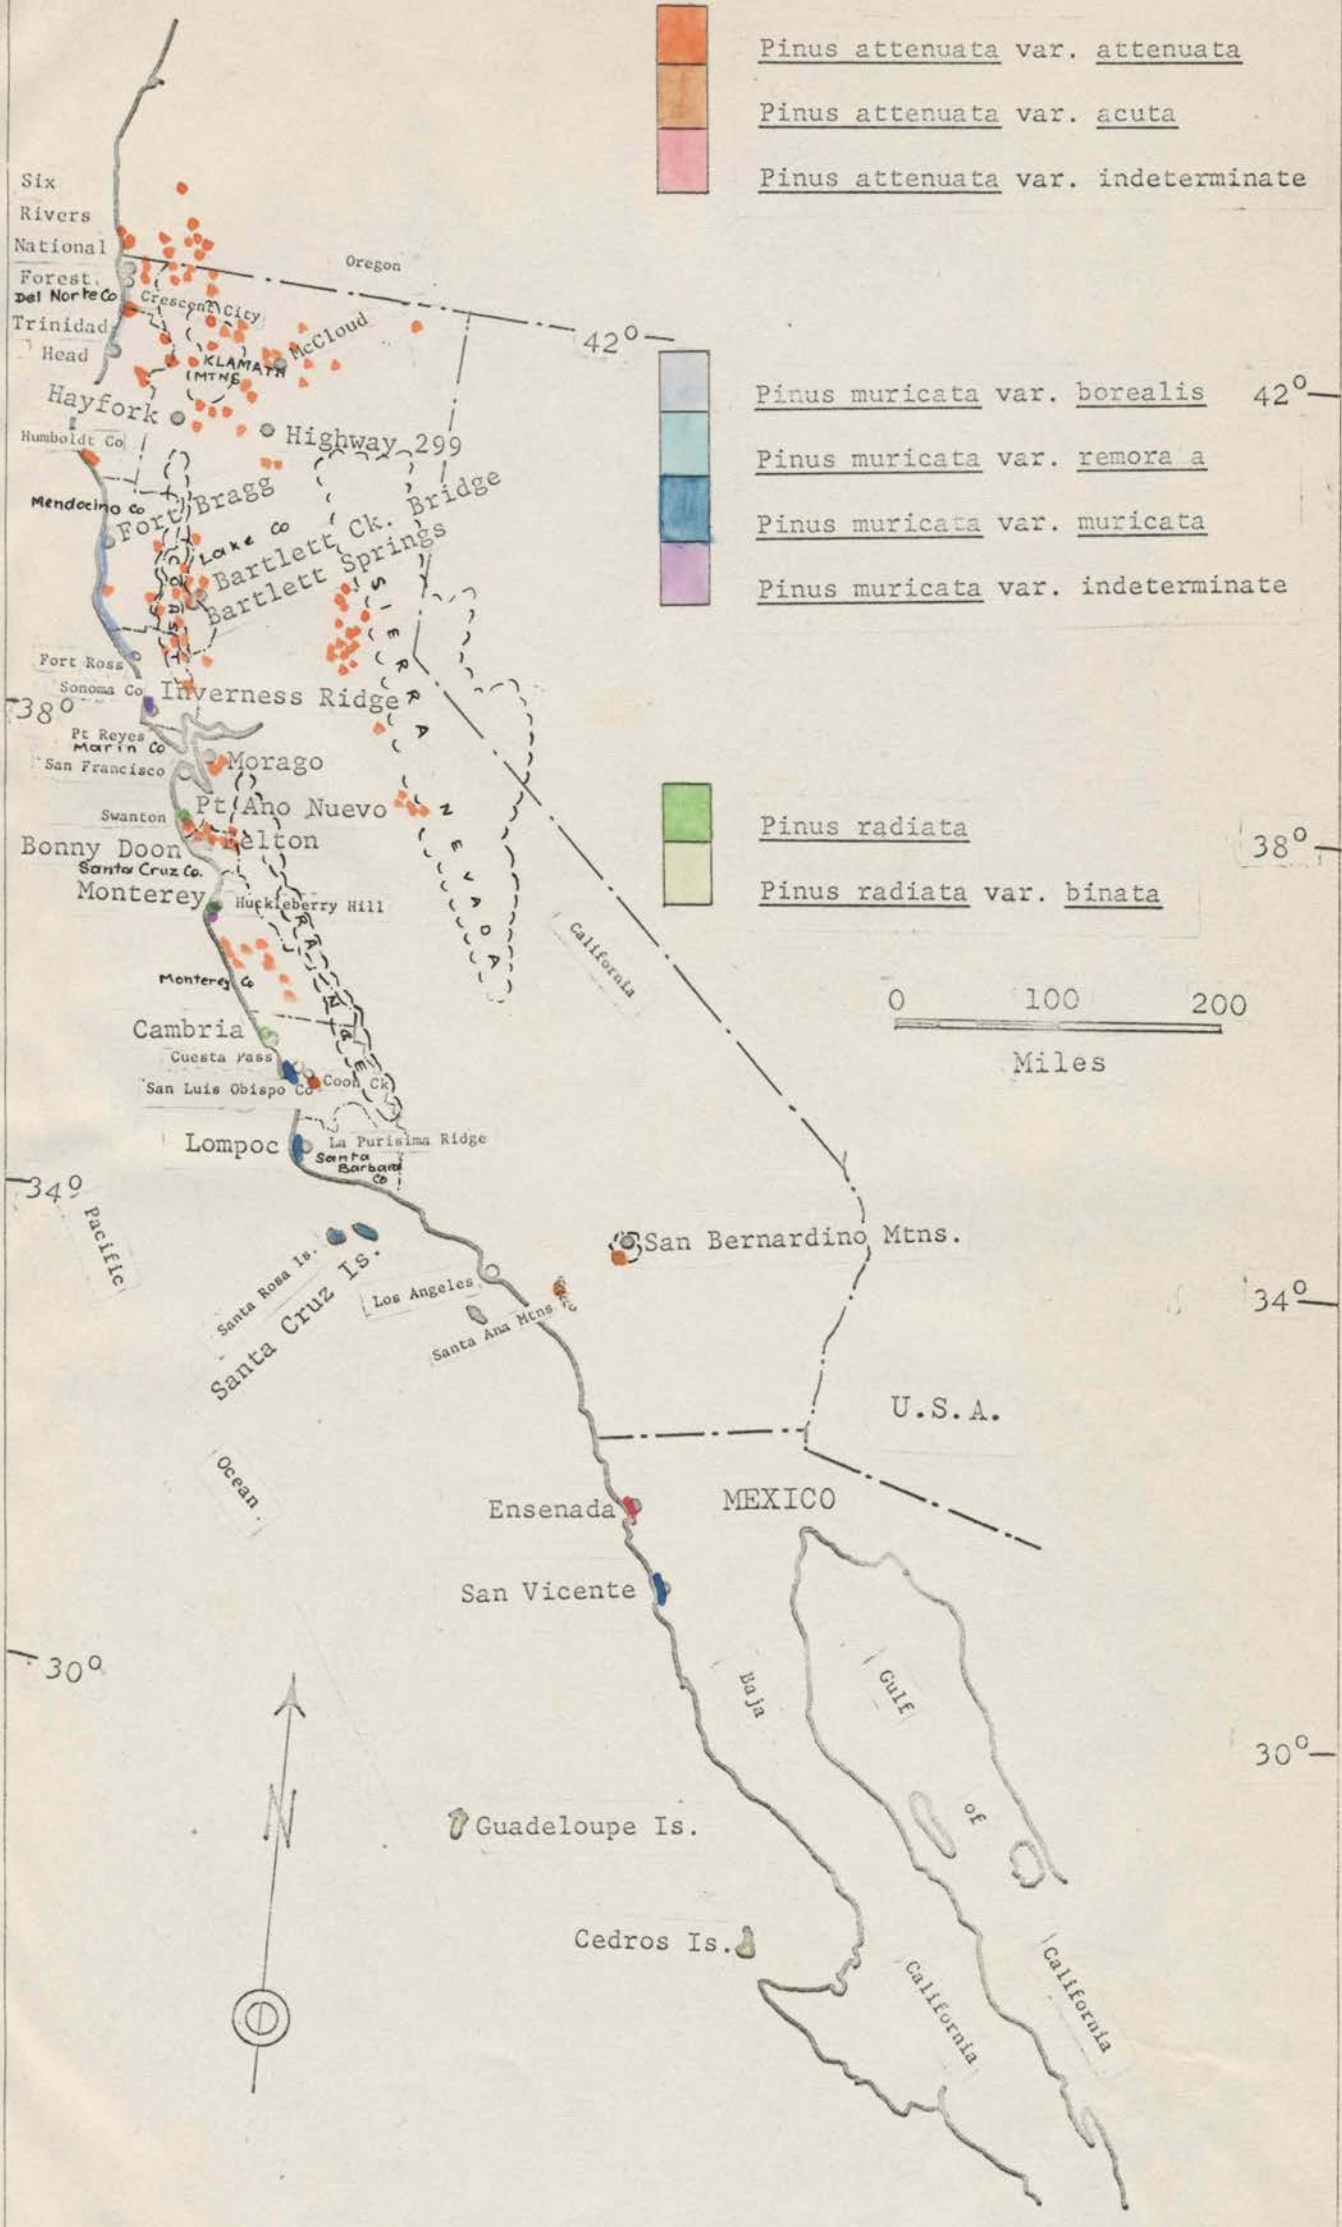 Pinus attenuata var. attenuata
Pinus attenuata var. acuta
Pinus attenuata var. indeterminate
Six
Rivers
National
Forest.
Del Norte Co
Crescent City
Oregon
Trinidad
Head
KLAMATH
MTNS
McCloud
42°
Hayfork
Highway 299
Humboldt Co
Pinus muricata var. borealis
42°
Pinus muricata var. remorata
Pinus muricata var. muricata
Pinus muricata var. indeterminate
Mendocino Co
Fort Bragg
Lake Co
Bartlett Ck. Bridge
Bartlett Springs
COAST
SIERRA
NEVADA
Fort Ross
Sonoma Co
Inverness Ridge
38°
Pt Reyes
Marin Co
San Francisco
Morago
Swanton
Pt Ano Nuevo
Bonny Doon
Felton
Santa Cruz Co.
Monterey
Huckleberry Hill
RANGES
Pinus radiata
38°
Pinus radiata var. binata
California
0 100 200
Miles
Monterey Co
Cambria
Cuesta Pass
San Luis Obispo Co
Coon Ck
Lompoc
La Purisima Ridge
Santa
Barbara
Co
34°
Pacific
Santa Rosa Is.
Santa Cruz Is.
Los Angeles
Santa Ana Mtns
San Bernardino Mtns.
34°
U.S.A.
Ocean.
Ensenada
MEXICO
San Vicente
30°
Baja
Gulf
30°
N
Guadeloupe Is.
of
Cedros Is.
California
California